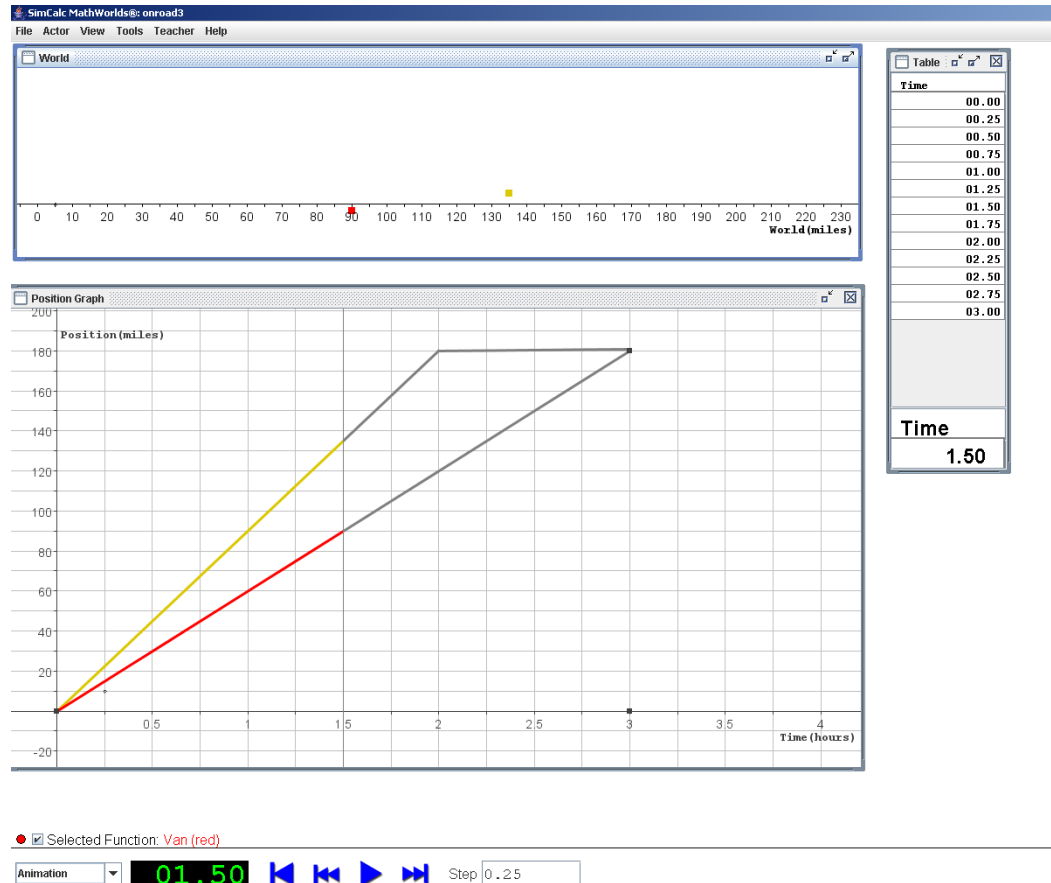 SimCalc MathWorlds®: onroad3
File Actor View Tools Teacher Help
World
0 10 20 30 40 50 60 70 80 90 100 110 120 130 140 150 160 170 180 190 200 210 220 230
World(miles)
Table
Time
00.00
00.25
00.50
00.75
01.00
01.25
01.50
01.75
02.00
02.25
02.50
02.75
03.00
Time
1.50
Position Graph
200
Position(miles)
180
160
140
120
100
80
60
40
20
0.5 1 1.5 2 2.5 3 3.5 4
Time(hours)
-20
Selected Function: Van (red)
Animation 01.50 Step 0.25